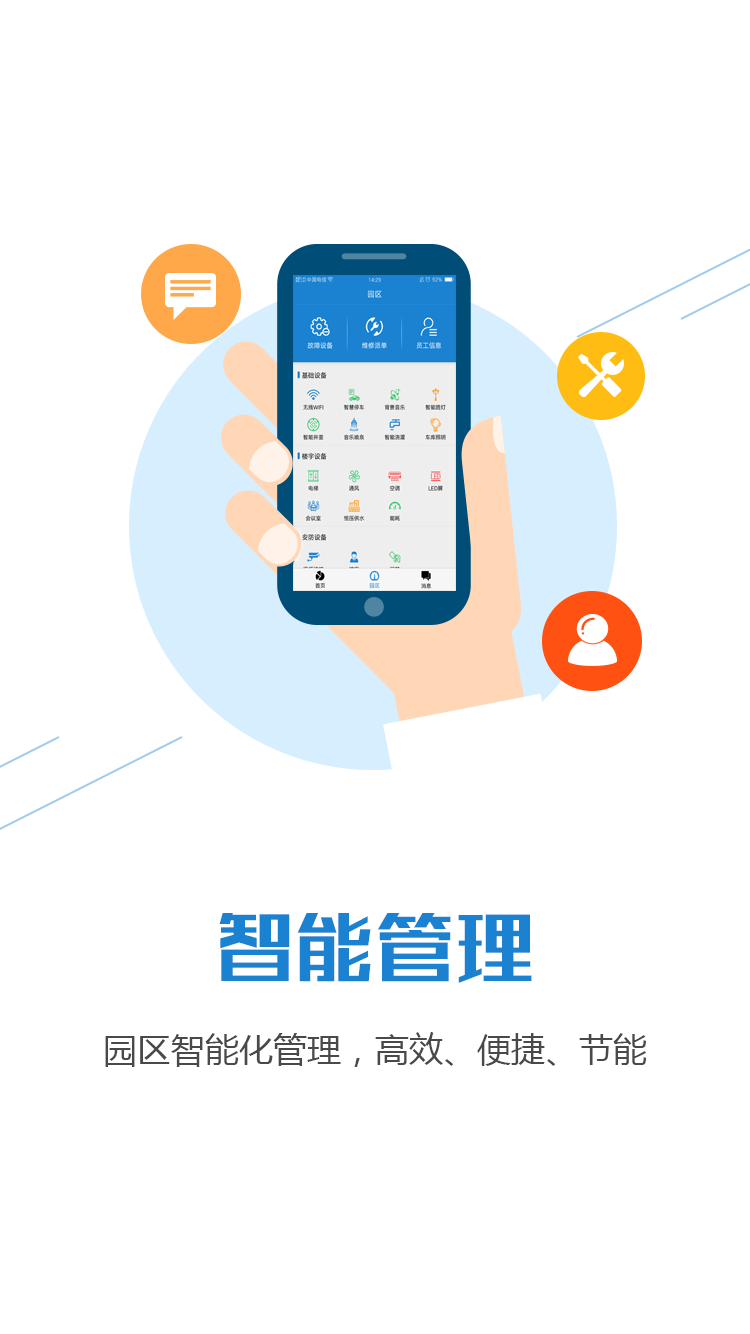 中国电信 14:29 92%
园区
故障设备 维修派单 员工信息
基础设备
无线WIFI 智慧停车 背景音乐 智能路灯
智能井盖 音乐喷泉 智能浇灌 车库照明
楼宇设备
电梯 通风 空调 LED屏
会议室 恒压供水 能耗
安防设备
首页 园区 消息
智能管理
园区智能化管理，高效、便捷、节能